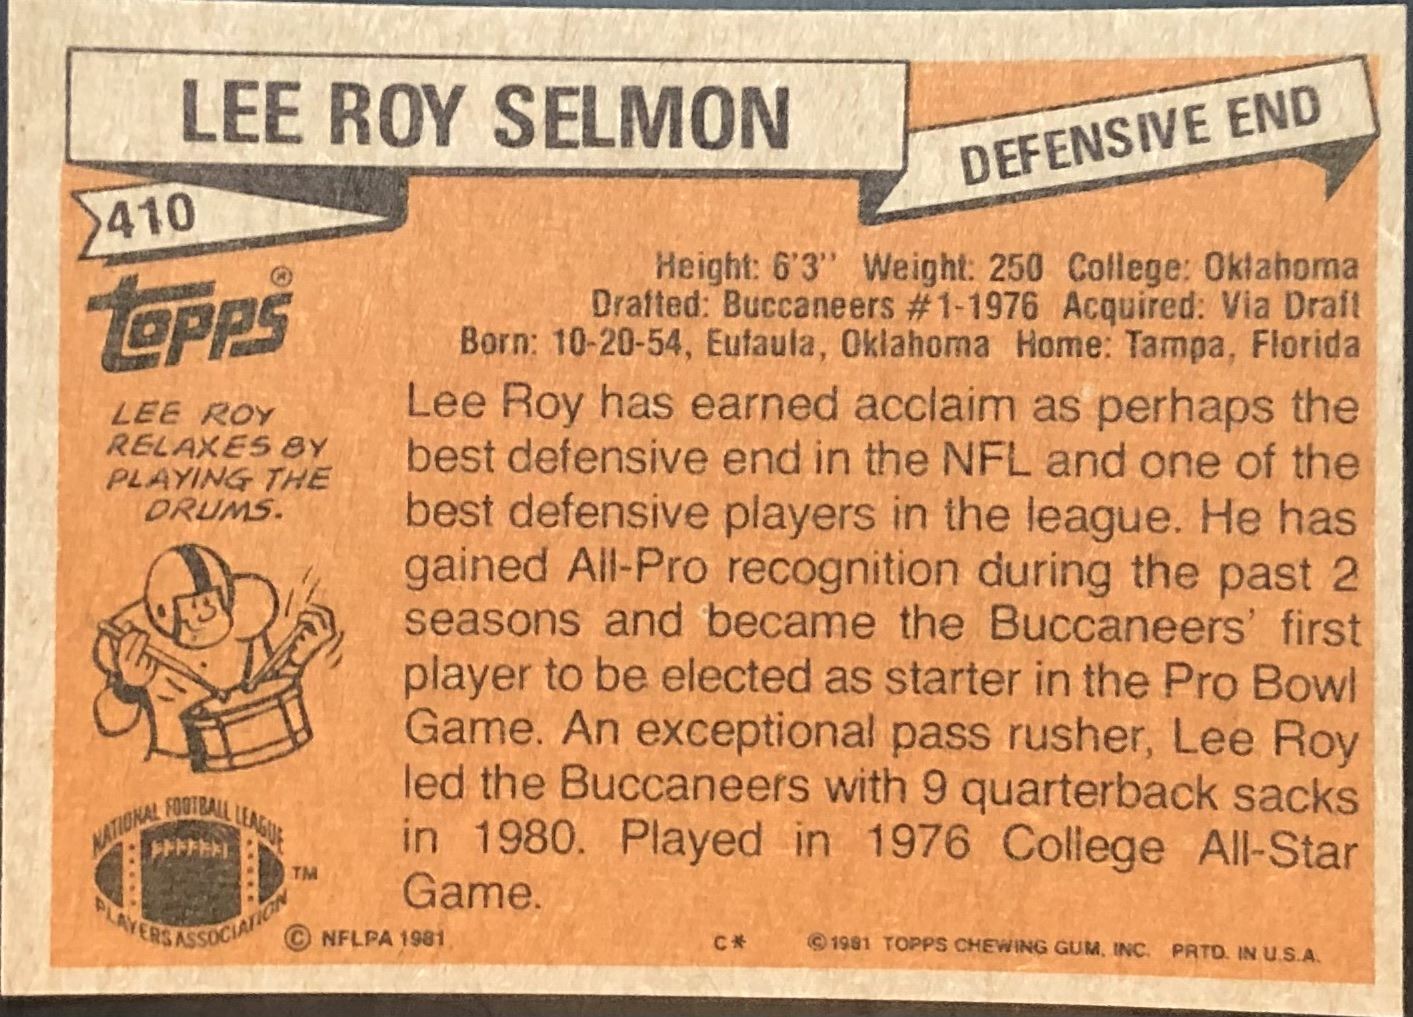 LEE ROY SELMON
DEFENSIVE END
410
TOPPS®
Height: 6'3'' Weight: 250 College: Oklahoma
Drafted: Buccaneers #1-1976 Acquired: Via Draft
Born: 10-20-54, Eufaula, Oklahoma Home: Tampa, Florida
LEE ROY
RELAXES BY
PLAYING THE
DRUMS.
Lee Roy has earned acclaim as perhaps the
best defensive end in the NFL and one of the
best defensive players in the league. He has
gained All-Pro recognition during the past 2
seasons and became the Buccaneers' first
player to be elected as starter in the Pro Bowl
Game. An exceptional pass rusher, Lee Roy
led the Buccaneers with 9 quarterback sacks
in 1980. Played in 1976 College All-Star
Game.
NATIONAL FOOTBALL LEAGUE
PLAYERS ASSOCIATION
TM
© NFLPA 1981
C*
© 1981 TOPPS CHEWING GUM, INC. PRTD. IN U.S.A.